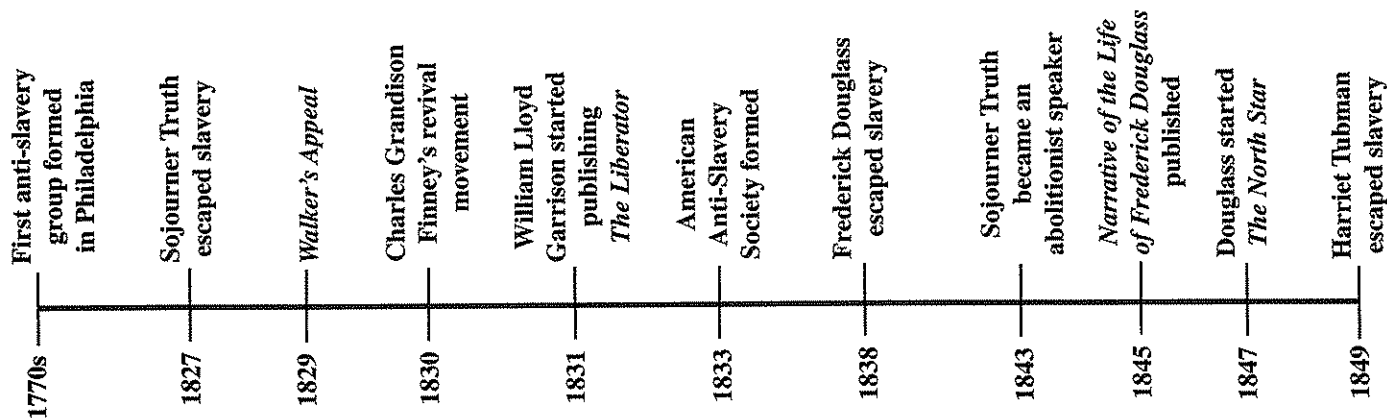 1770s
First anti-slavery
group formed
in Philadelphia
1827
Sojourner Truth
escaped slavery
1829
Walker's Appeal
1830
Charles Grandison
Finney's revival
movement
1831
William Lloyd
Garrison started
publishing
The Liberator
1833
American
Anti-Slavery
Society formed
1838
Frederick Douglass
escaped slavery
1843
Sojourner Truth
became an
abolitionist speaker
1845
Narrative of the Life
of Frederick Douglass
published
1847
Douglass started
The North Star
1849
Harriet Tubman
escaped slavery